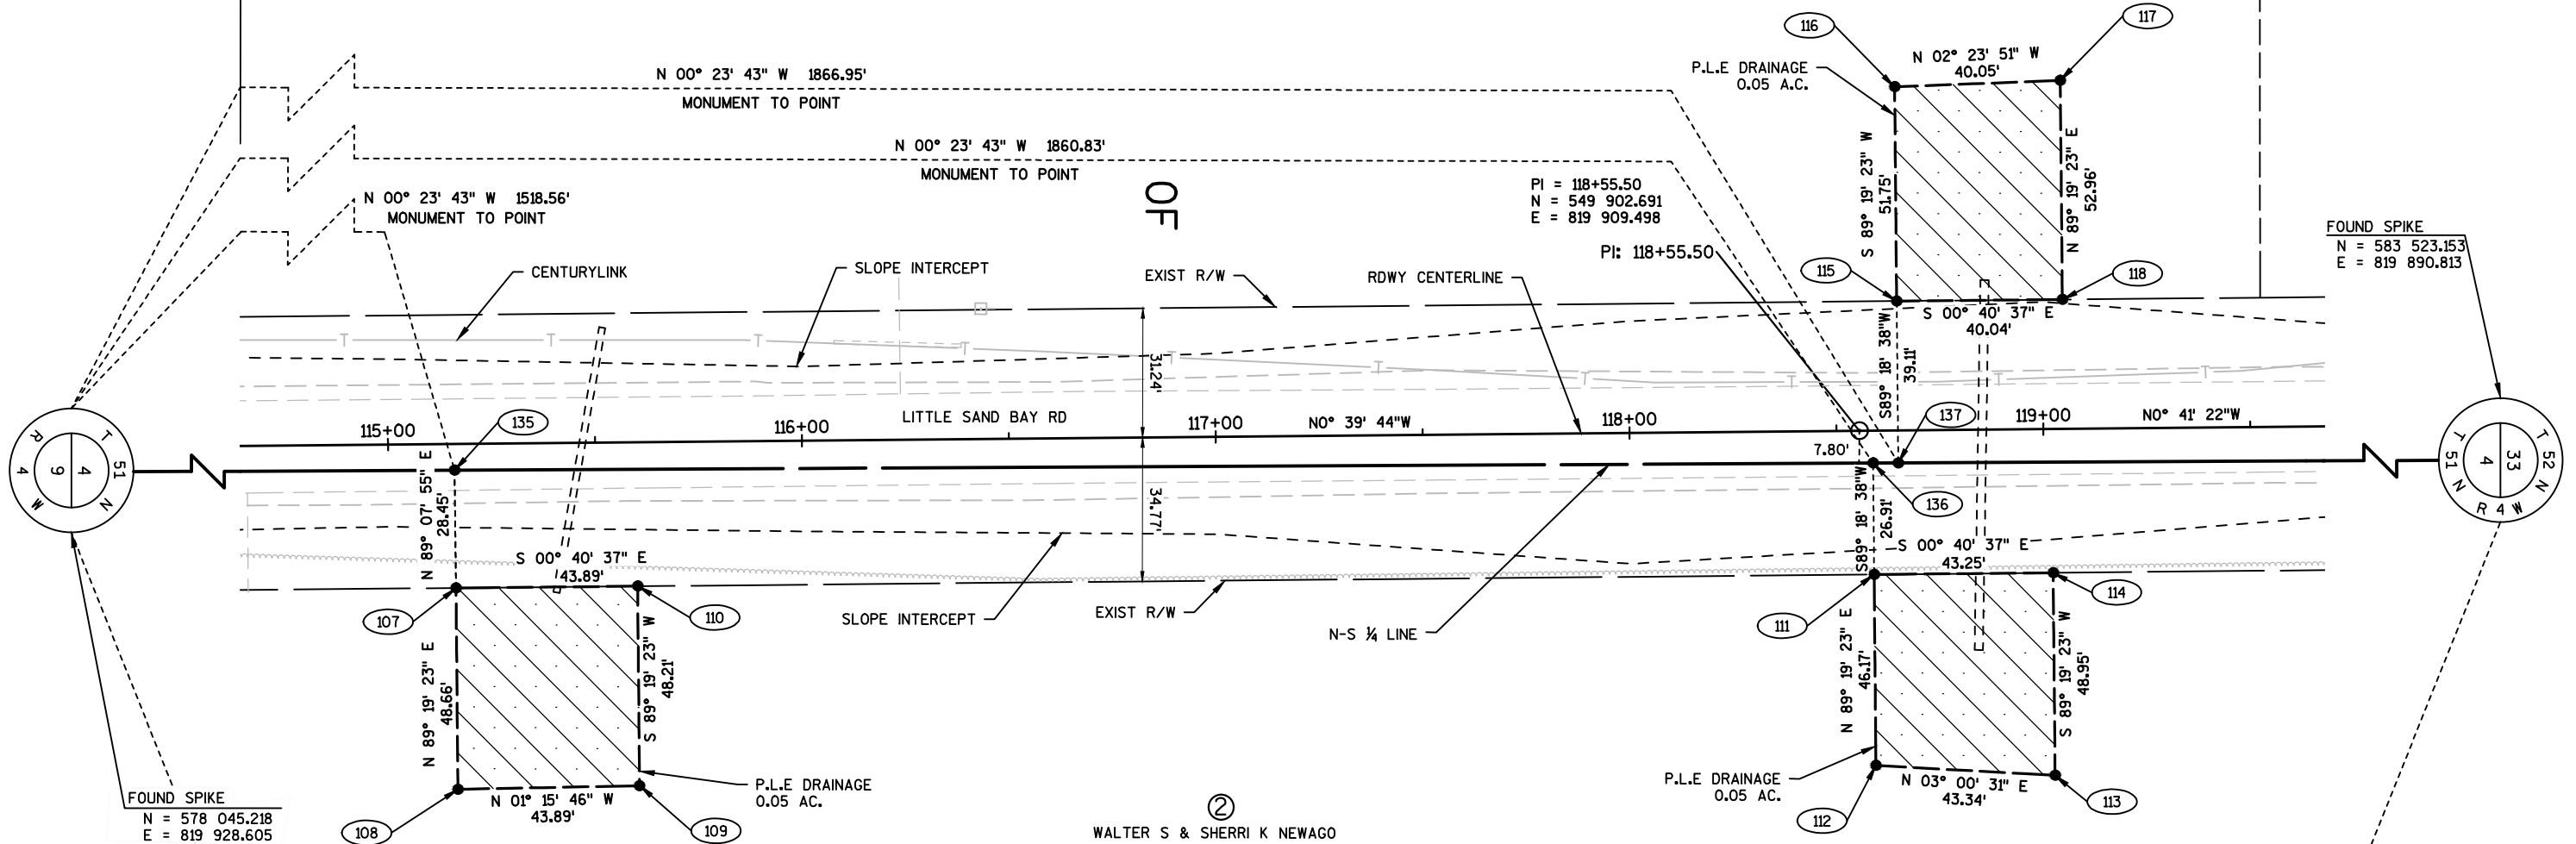 116
117
N 02° 23' 51" W
40.05'
P.L.E DRAINAGE
0.05 A.C.
N 00° 23' 43" W 1866.95'
MONUMENT TO POINT
N 00° 23' 43" W 1860.83'
MONUMENT TO POINT
N 00° 23' 43" W 1518.56'
MONUMENT TO POINT
OF
PI = 118+55.50
N = 549 902.691
E = 819 909.498
PI: 118+55.50
S 89° 19' 23" W
51.75'
N 89° 19' 23" E
52.96'
FOUND SPIKE
N = 583 523.153
E = 819 890.813
CENTURYLINK
SLOPE INTERCEPT
EXIST R/W
RDWY CENTERLINE
115
118
S 00° 40' 37" E
40.04'
S89° 18' 38"W
39.11'
T T T T T T T T T T
31.24'
135
115+00
116+00
LITTLE SAND BAY RD
117+00
N0° 39' 44"W
118+00
137
119+00
N0° 41' 22"W
7.80'
T 51 N
R 4 W
9 4
T 52 N
T 51 N
R 4 W
33
4
N 89° 07' 55" E
28.45'
34.77'
S89° 18' 38"W
26.91'
136
S 00° 40' 37" E
43.89'
S 00° 40' 37" E
43.25'
107
110
SLOPE INTERCEPT
EXIST R/W
N-S ¼ LINE
111
114
N 89° 19' 23" E
48.66'
S 89° 19' 23" W
48.21'
N 89° 19' 23" E
46.17'
S 89° 19' 23" W
48.95'
P.L.E DRAINAGE
0.05 AC.
P.L.E DRAINAGE
0.05 AC.
N 01° 15' 46" W
43.89'
N 03° 00' 31" E
43.34'
108
109
112
113
FOUND SPIKE
N = 578 045.218
E = 819 928.605
2
WALTER S & SHERRI K NEWAGO